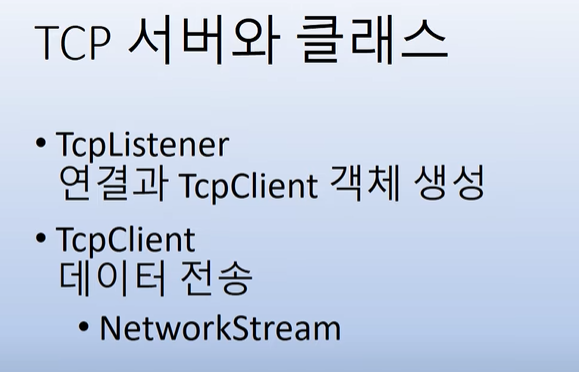 TCP 서버와 클래스
• TcpListener
연결과 TcpClient 객체 생성
• TcpClient
데이터 전송
• NetworkStream